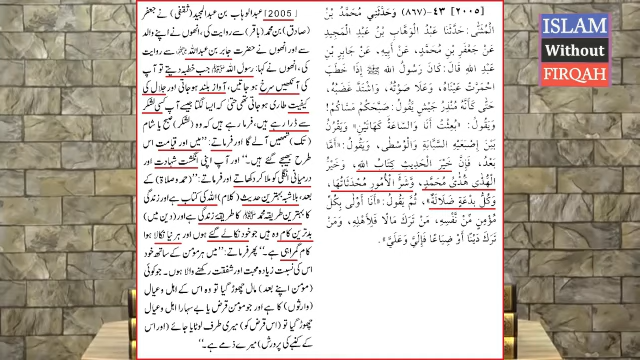 [٢٠٠٥] ٤٣-(٨٦٧) وَحَدَّثَنِي مُحَمَّدُ بْنُ
الْمُثَنَّى: حَدَّثَنَا عَبْدُ الْوَهَّابِ بْنُ عَبْدِ الْمَجِيدِ
عَنْ جَعْفَرِ بْنِ مُحَمَّدٍ، عَنْ أَبِيهِ، عَنْ جَابِرِ بْنِ
عَبْدِ اللهِ قَالَ: كَانَ رَسُولُ اللهِ ﷺ إِذَا خَطَبَ
احْمَرَّتْ عَيْنَاهُ، وَعَلَا صَوْتُهُ، وَاشْتَدَّ غَضَبُهُ،
حَتَّى كَأَنَّهُ مُنْذِرُ جَيْشٍ يَقُولُ: صَبَّحَكُمْ مَسَّاكُمْ!
وَيَقُولُ: «بُعِثْتُ أَنَا وَالسَّاعَةُ كَهَاتَيْنِ» وَيَقْرُنُ
بَيْنَ إِصْبَعَيْهِ السَّبَّابَةِ وَالْوُسْطَى، وَيَقُولُ: «أَمَّا
بَعْدُ، فَإِنَّ خَيْرَ الْحَدِيثِ كِتَابُ اللهِ، وَخَيْرُ
الْهُدَى هُدَى مُحَمَّدٍ، وَشَرُّ الْأُمُورِ مُحْدَثَاتُهَا،
وَكُلُّ بِدْعَةٍ ضَلَالَةٌ»، ثُمَّ يَقُولُ: «أَنَا أَوْلَى بِكُلِّ
مُؤْمِنٍ مِنْ نَفْسِهِ، مَنْ تَرَكَ مَالًا فَلِأَهْلِهِ، وَمَنْ
تَرَكَ دَيْنًا أَوْ ضَيَاعًا فَإِلَيَّ وَعَلَيَّ».
[2005] عبدالوہاب بن عبدالمجید (ثقفی) نے جعفر
(صادق) بن محمد (باقر) سے روایت کی، انھوں نے اپنے والد
سے اور انھوں نے حضرت جابر بن عبداللہ سے روایت
کی، انھوں نے کہا: رسول اللہ ﷺ جب خطبہ دیتے تو آپ
کی آنکھیں سرخ ہو جاتیں، آواز بلند ہو جاتی اور جلال کی
کیفیت طاری ہو جاتی تھی حتی کہ ایسا لگتا جیسے آپ کسی لشکر
سے ڈرا رہے ہیں، فرما رہے ہیں کہ وہ (لشکر) صبح یا شام
(تک) تمھیں آ لے گا اور فرماتے: ”میں اور قیامت اس
طرح بھیجے گئے ہیں۔“ اور آپ اپنی انگشت شہادت اور
درمیانی انگلی کو ملا کر دکھاتے اور فرماتے: ”(حمد و صلاۃ) کے
بعد، بلاشبہ بہترین حدیث (کلام) اللہ کی کتاب ہے اور زندگی
کا بہترین طریقہ محمد ﷺ کا طریقہ زندگی ہے اور (دین میں)
بدترین کام وہ ہیں جو خود نکالے گئے ہوں اور ہر نیا نکالا ہوا
کام گمراہی ہے۔“ پھر فرماتے: ”میں ہر مومن کے ساتھ خود
اس کی نسبت زیادہ محبت اور شفقت رکھنے والا ہوں۔ جو کوئی
(مومن اپنے بعد) مال چھوڑ گیا تو وہ اس کے اہل و عیال
(وارثوں) کا ہے اور جو مومن قرض یا بے سہارا اہل و عیال
چھوڑ گیا تو (اس قرض کو) میری طرف لوٹایا جائے (اور اس
کے کنبے کی پرورش) میرے ذمے ہے۔“
ISLAM
Without
FIRQAH